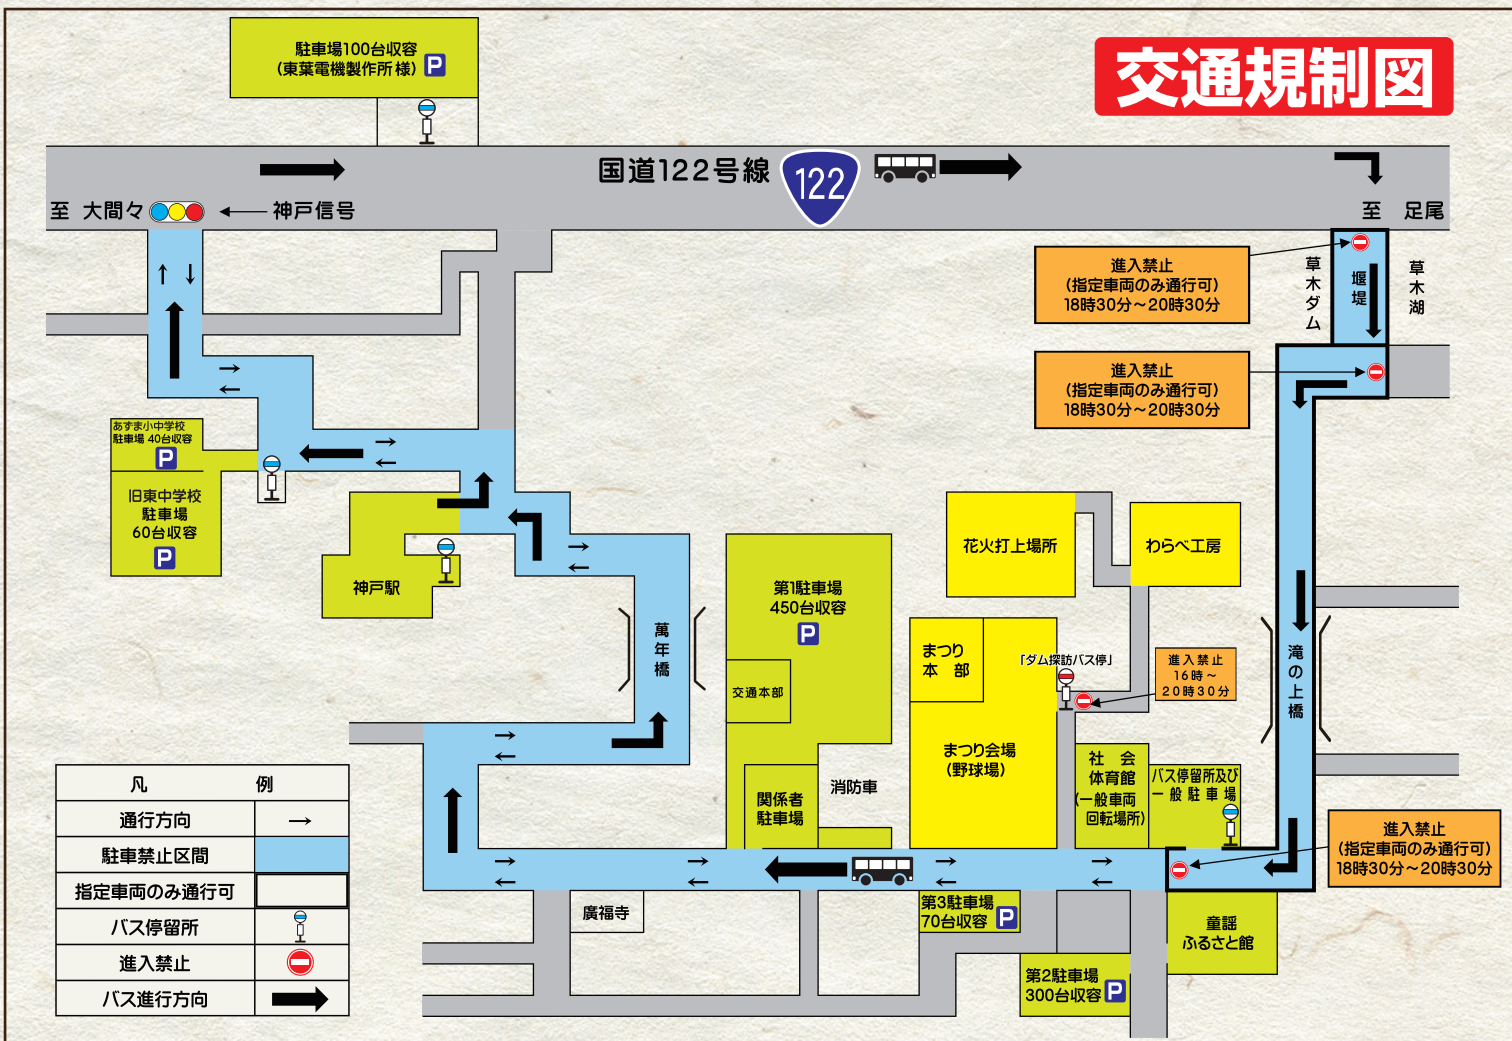 駐車場100台収容
(東葉電機製作所様) P
交通規制図
国道122号線
122
至 大間々
神戸信号
至 足尾
進入禁止
(指定車両のみ通行可)
18時30分～20時30分
草木ダム
堰堤
草木湖
進入禁止
(指定車両のみ通行可)
18時30分～20時30分
あずま小中学校
駐車場 40台収容
P
旧東中学校
駐車場
60台収容
P
神戸駅
萬年橋
第1駐車場
450台収容
P
交通本部
関係者
駐車場
消防車
花火打上場所
わらべ工房
まつり
本 部
「ダム探訪バス停」
進入禁止
16時～
20時30分
滝の上橋
まつり会場
(野球場)
社 会
体育館
(一般車両
回転場所)
バス停留所及び
一般駐車場
進入禁止
(指定車両のみ通行可)
18時30分～20時30分
廣福寺
第3駐車場
70台収容 P
童謡
ふるさと館
第2駐車場
300台収容 P
凡 例
通行方向
駐車禁止区間
指定車両のみ通行可
バス停留所
進入禁止
バス進行方向